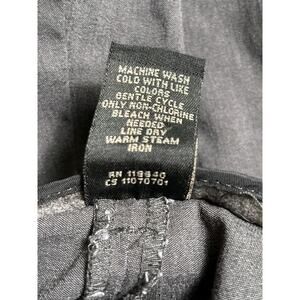 MACHINE WASH
COLD WITH LIKE
COLORS
GENTLE CYCLE
ONLY NON-CHLORINE
BLEACH WHEN
NEEDED
LINE DRY
WARM STEAM
IRON
RN 119640
CS 11070701